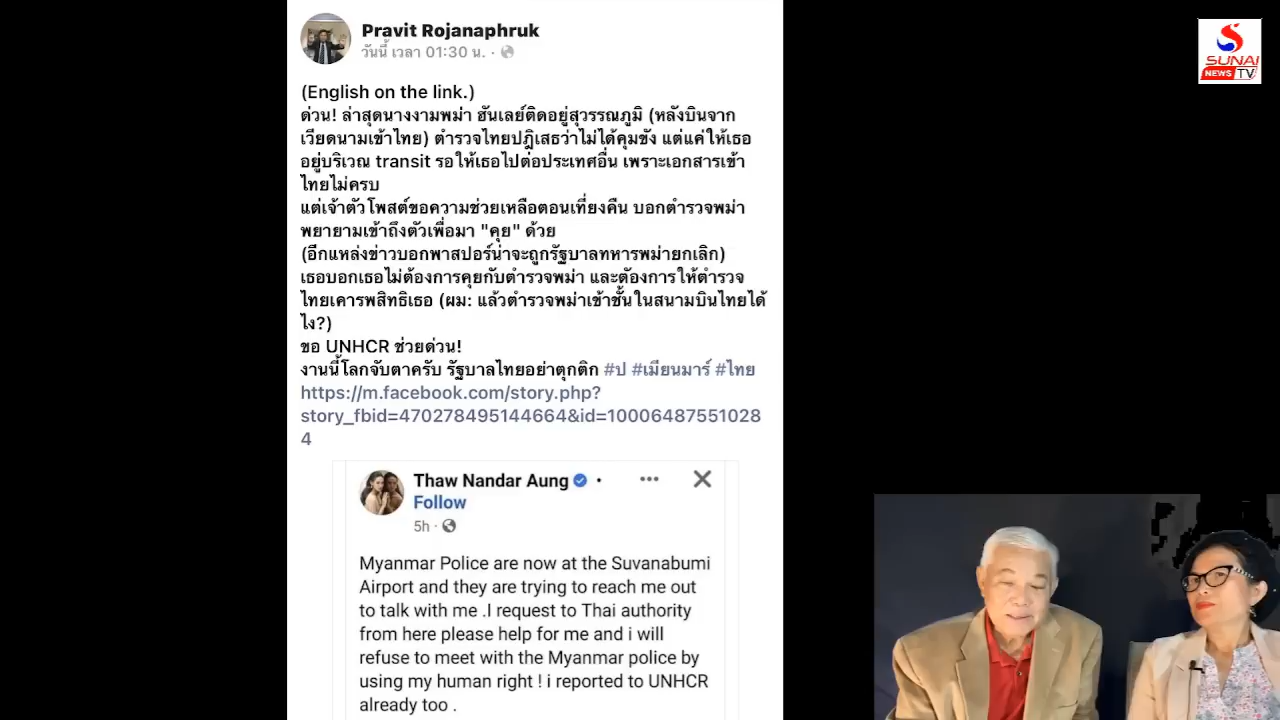 Pravit Rojanaphruk
วันนี้ เวลา 01:30 น. ·
SUNAI
NEWS TV
(English on the link.)
ด่วน! ล่าสุดนางงามพม่า ฮันเลย์ติดอยู่สุวรรณภูมิ (หลังบินจาก
เวียดนามเข้าไทย) ตำรวจไทยปฎิเสธว่าไม่ได้คุมขัง แต่แค่ให้เธอ
อยู่บริเวณ transit รอให้เธอไปต่อประเทศอื่น เพราะเอกสารเข้า
ไทยไม่ครบ
แต่เจ้าตัวโพสต์ขอความช่วยเหลือตอนเที่ยงคืน บอกตำรวจพม่า
พยายามเข้าถึงตัวเพื่อมา "คุย" ด้วย
(อีกแหล่งข่าวบอกพาสปอร์น่าจะถูกรัฐบาลทหารพม่ายกเลิก)
เธอบอกเธอไม่ต้องการคุยกับตำรวจพม่า และต้องการให้ตำรวจ
ไทยเคารพสิทธิเธอ (ผม: แล้วตำรวจพม่าเข้าชั้นในสนามบินไทยได้
ไง?)
ขอ UNHCR ช่วยด่วน!
งานนี้โลกจับตาครับ รัฐบาลไทยอย่าตุกติก #ป #เมียนมาร์ #ไทย
https://m.facebook.com/story.php?
story_fbid=470278495144664&id=10006487551028
4
Thaw Nandar Aung ·
Follow
5h ·
Myanmar Police are now at the Suvanabumi
Airport and they are trying to reach me out
to talk with me .I request to Thai authority
from here please help for me and i will
refuse to meet with the Myanmar police by
using my human right ! i reported to UNHCR
already too .